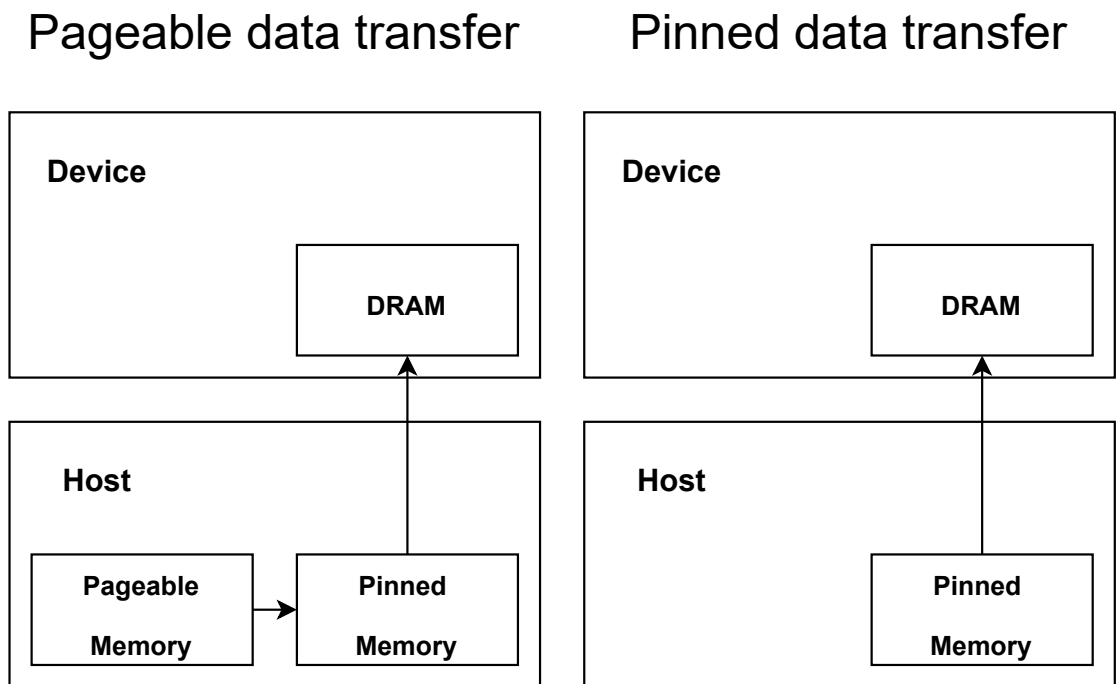 Pageable data transfer
Device
DRAM
Host
Pageable
Memory
Pinned
Memory
Pinned data transfer
Device
DRAM
Host
Pinned
Memory